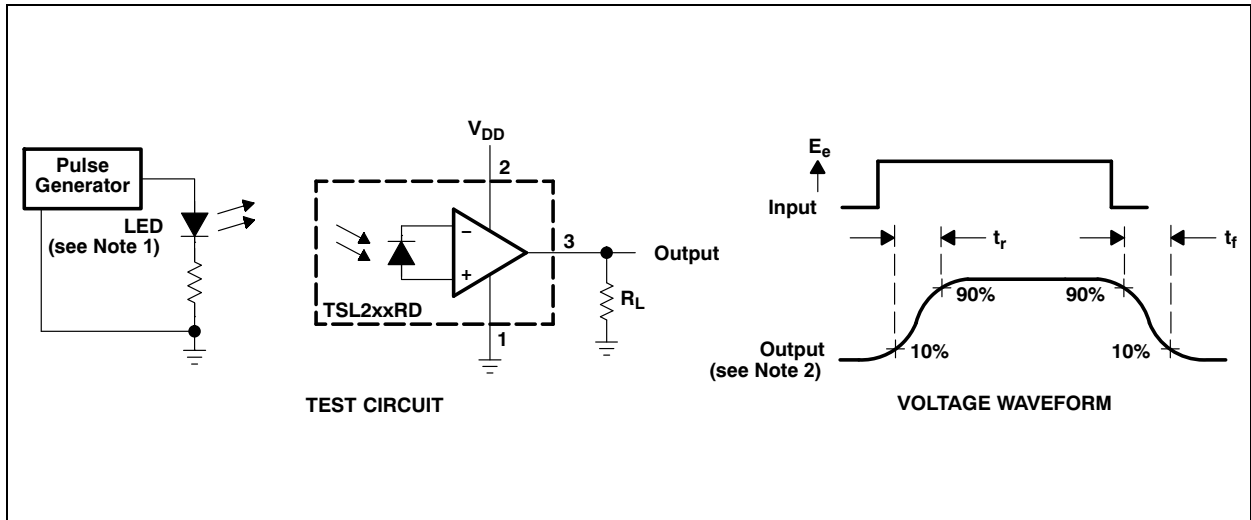 Pulse
Generator
LED
(see Note 1)
V_DD
2
−
+
3
Output
R_L
TSL2xxRD
1
TEST CIRCUIT
E_e
Input
t_r
t_f
90%
90%
Output
(see Note 2)
10%
10%
VOLTAGE WAVEFORM